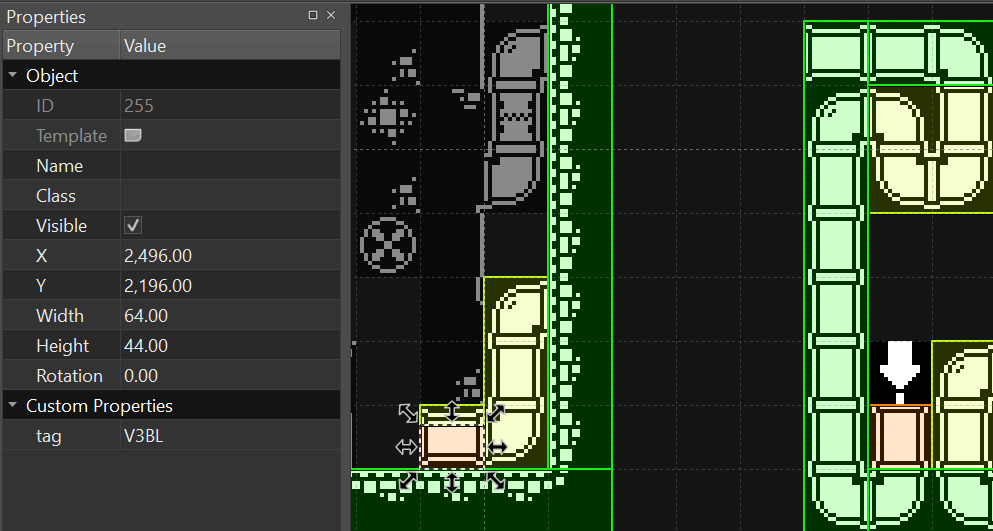 Properties
Property Value
Object
ID 255
Template
Name
Class
Visible
X 2,496.00
Y 2,196.00
Width 64.00
Height 44.00
Rotation 0.00
Custom Properties
tag V3BL